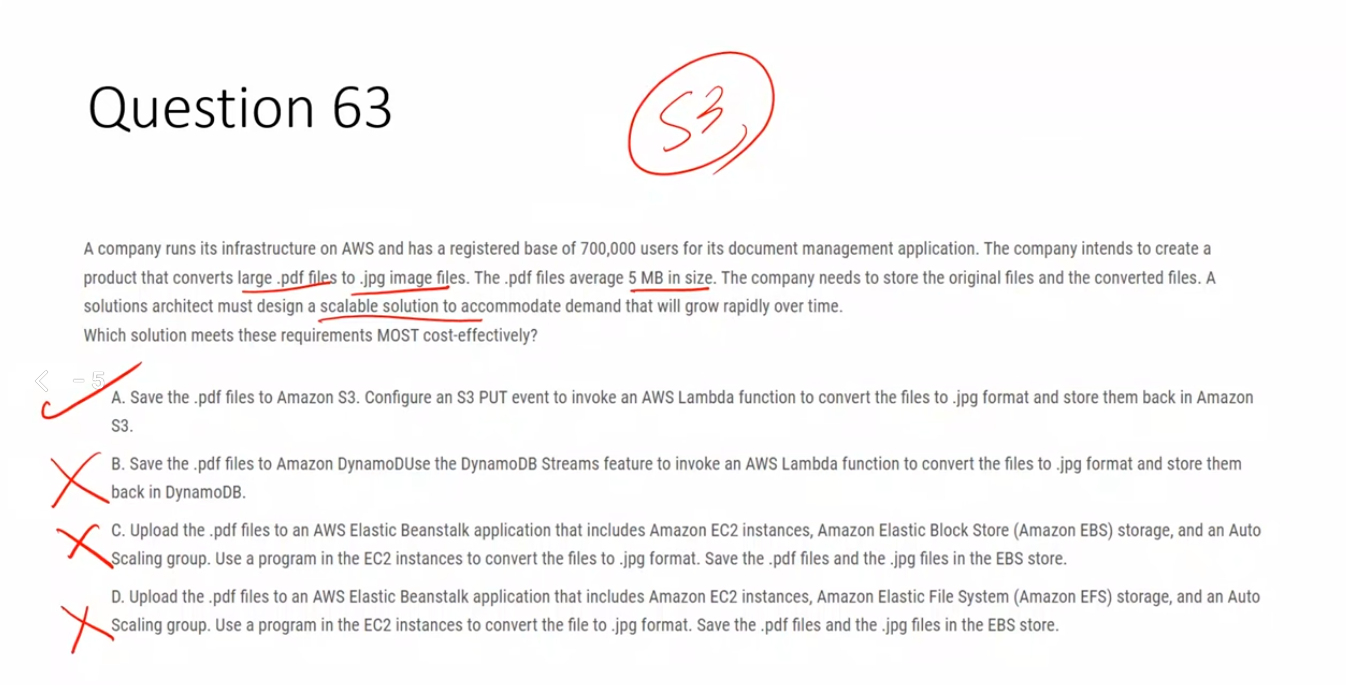 Question 63
S3
A company runs its infrastructure on AWS and has a registered base of 700,000 users for its document management application. The company intends to create a
product that converts large .pdf files to .jpg image files. The .pdf files average 5 MB in size. The company needs to store the original files and the converted files. A
solutions architect must design a scalable solution to accommodate demand that will grow rapidly over time.
Which solution meets these requirements MOST cost-effectively?
- 5
A. Save the .pdf files to Amazon S3. Configure an S3 PUT event to invoke an AWS Lambda function to convert the files to .jpg format and store them back in Amazon
S3.
B. Save the .pdf files to Amazon DynamoDUse the DynamoDB Streams feature to invoke an AWS Lambda function to convert the files to .jpg format and store them
back in DynamoDB.
C. Upload the .pdf files to an AWS Elastic Beanstalk application that includes Amazon EC2 instances, Amazon Elastic Block Store (Amazon EBS) storage, and an Auto
Scaling group. Use a program in the EC2 instances to convert the files to .jpg format. Save the .pdf files and the .jpg files in the EBS store.
D. Upload the .pdf files to an AWS Elastic Beanstalk application that includes Amazon EC2 instances, Amazon Elastic File System (Amazon EFS) storage, and an Auto
Scaling group. Use a program in the EC2 instances to convert the file to .jpg format. Save the .pdf files and the .jpg files in the EBS store.